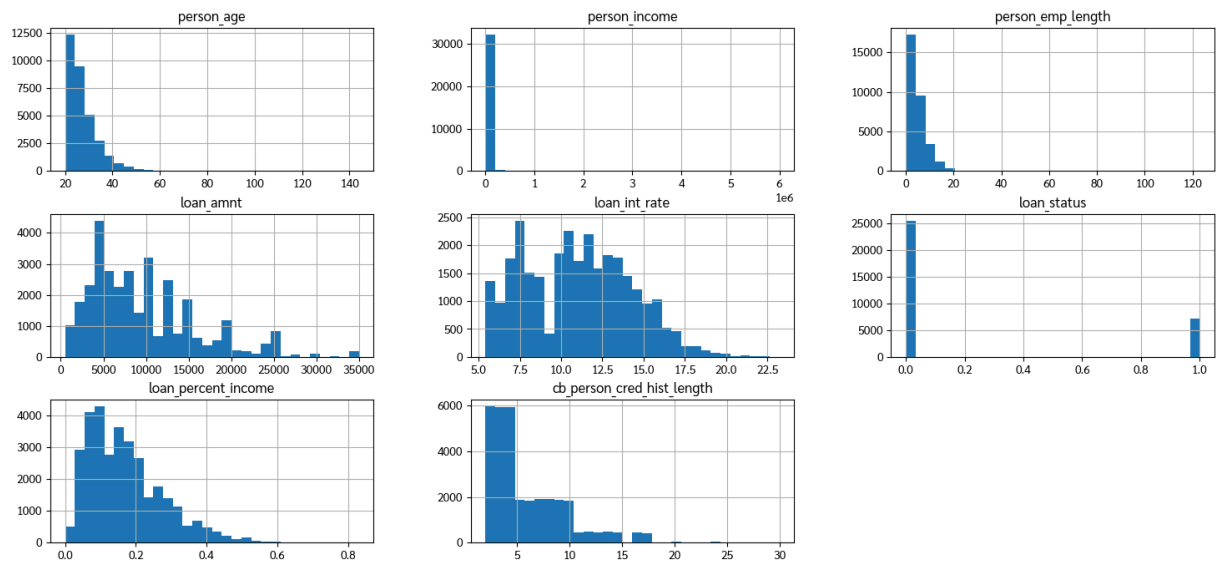 person_age
12500
10000
7500
5000
2500
0
20 40 60 80 100 120 140
person_income
30000
20000
10000
0
0 1 2 3 4 5 6
1e6
person_emp_length
15000
10000
5000
0
0 20 40 60 80 100 120
loan_amnt
4000
3000
2000
1000
0
0 5000 10000 15000 20000 25000 30000 35000
loan_int_rate
2500
2000
1500
1000
500
0
5.0 7.5 10.0 12.5 15.0 17.5 20.0 22.5
loan_status
25000
20000
15000
10000
5000
0
0.0 0.2 0.4 0.6 0.8 1.0
loan_percent_income
4000
3000
2000
1000
0
0.0 0.2 0.4 0.6 0.8
cb_person_cred_hist_length
6000
4000
2000
0
5 10 15 20 25 30